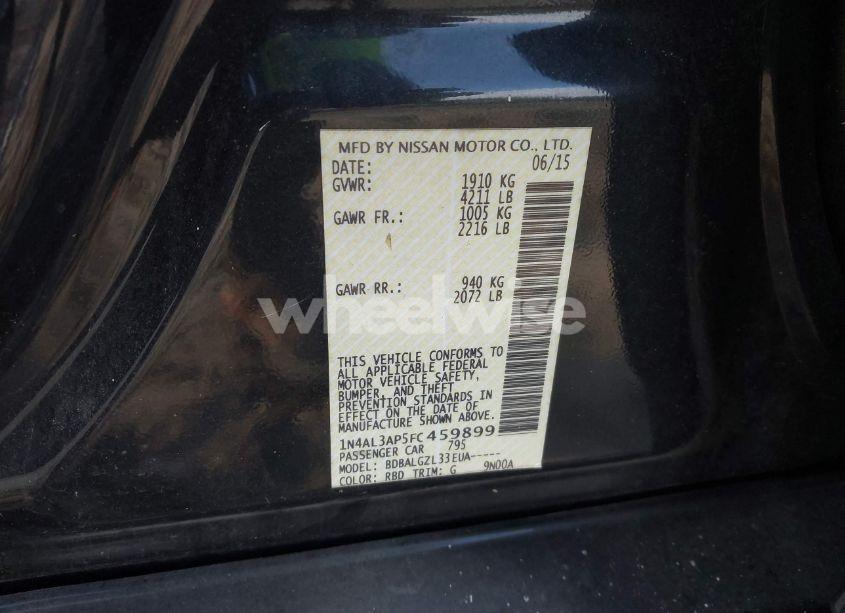 MFD BY NISSAN MOTOR CO., LTD.
DATE: 06/15
GVWR: 1910 KG
4211 LB
GAWR FR.: 1005 KG
2216 LB
GAWR RR.: 940 KG
2072 LB
wheelwise
THIS VEHICLE CONFORMS TO
ALL APPLICABLE FEDERAL
MOTOR VEHICLE SAFETY,
BUMPER, AND THEFT
PREVENTION STANDARDS IN
EFFECT ON THE DATE OF
MANUFACTURE SHOWN ABOVE.
1N4AL3AP5FC459899
PASSENGER CAR 795
MODEL: BDBALGZL33EUA-----
COLOR: RBD TRIM: G 9N00A